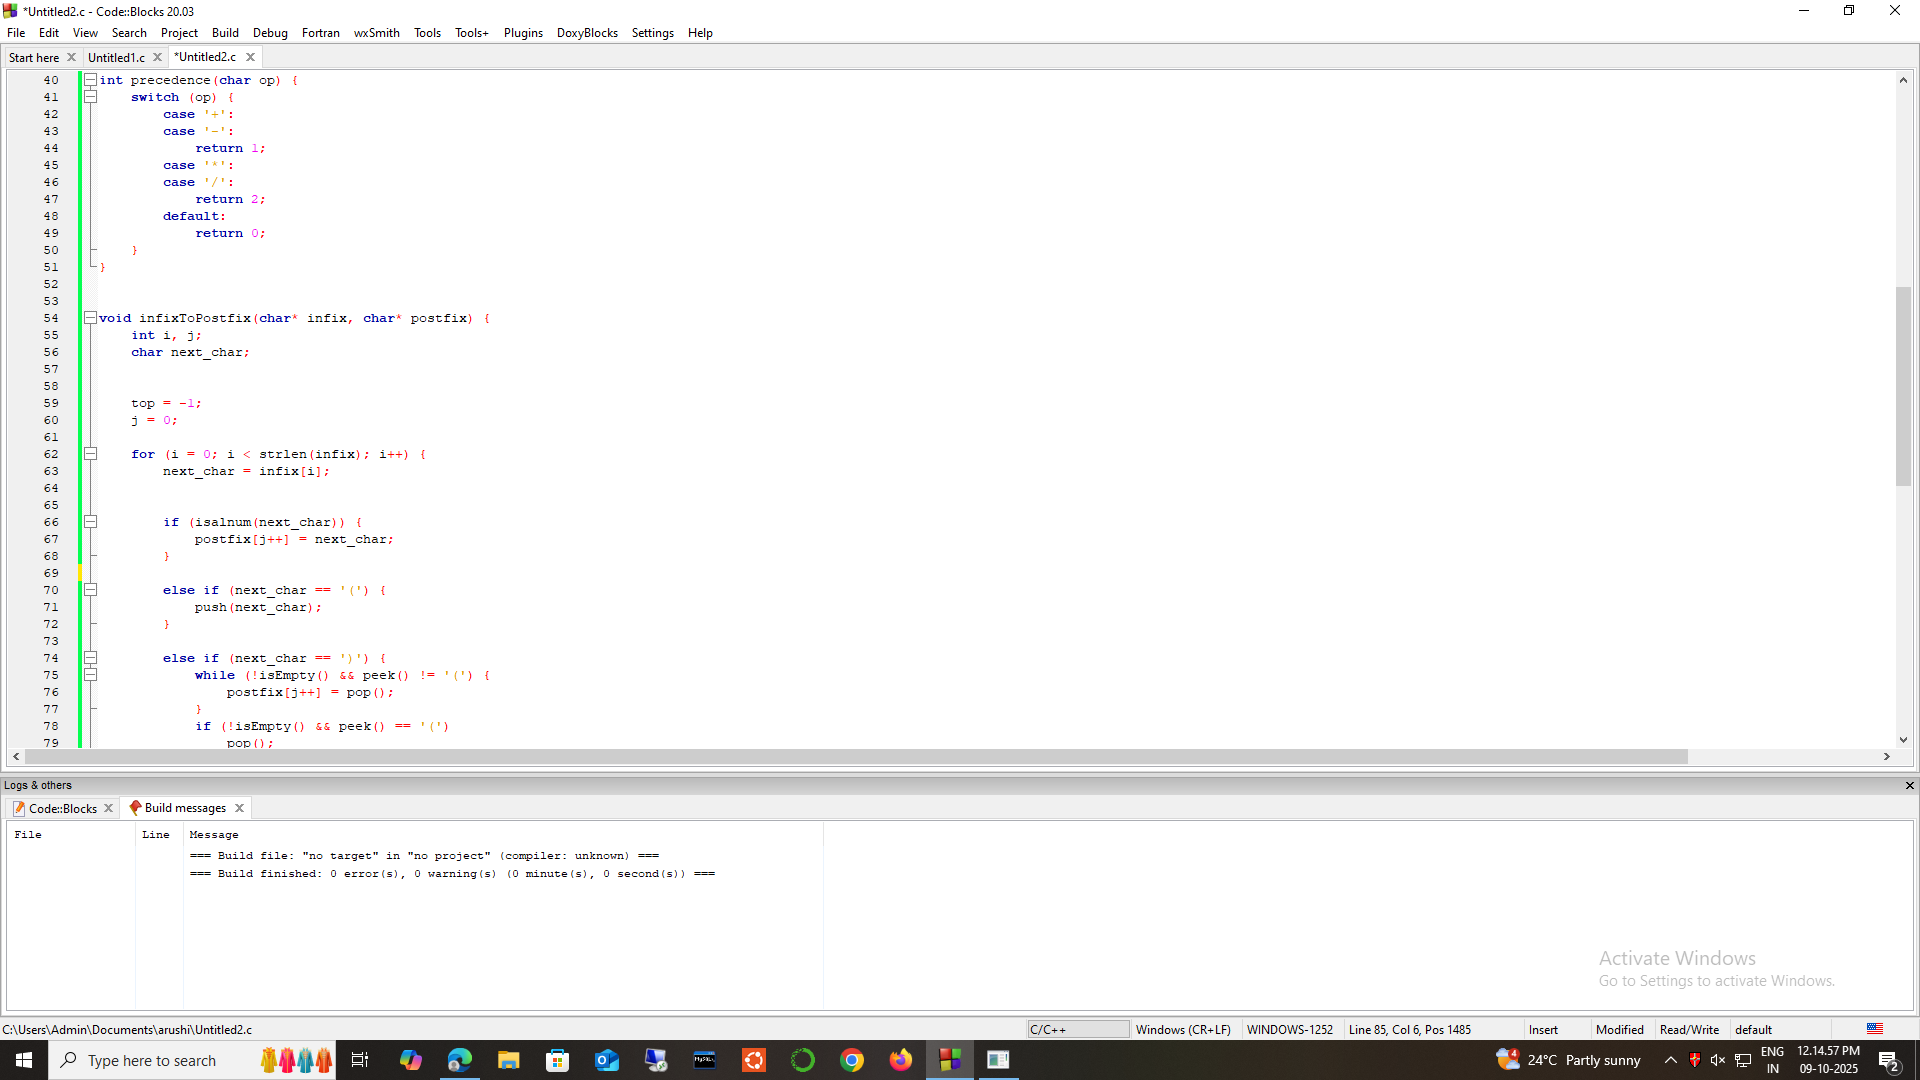 *Untitled2.c - Code::Blocks 20.03
File Edit View Search Project Build Debug Fortran wxSmith Tools Tools+ Plugins DoxyBlocks Settings Help
Start here Untitled1.c *Untitled2.c
40 int precedence(char op) {
41 switch (op) {
42 case '+':
43 case '-':
44 return 1;
45 case '*':
46 case '/':
47 return 2;
48 default:
49 return 0;
50 }
51 }
52
53
54 void infixToPostfix(char* infix, char* postfix) {
55 int i, j;
56 char next_char;
57
58
59 top = -1;
60 j = 0;
61
62 for (i = 0; i < strlen(infix); i++) {
63 next_char = infix[i];
64
65
66 if (isalnum(next_char)) {
67 postfix[j++] = next_char;
68 }
69
70 else if (next_char == '(') {
71 push(next_char);
72 }
73
74 else if (next_char == ')') {
75 while (!isEmpty() && peek() != '(') {
76 postfix[j++] = pop();
77 }
78 if (!isEmpty() && peek() == '(')
79 pop();
Logs & others
Code::Blocks Build messages
File Line Message
=== Build file: "no target" in "no project" (compiler: unknown) ===
=== Build finished: 0 error(s), 0 warning(s) (0 minute(s), 0 second(s)) ===
Activate Windows
Go to Settings to activate Windows.
C:\Users\Admin\Documents\arushi\Untitled2.c C/C++ Windows (CR+LF) WINDOWS-1252 Line 85, Col 6, Pos 1485 Insert Modified Read/Write default
Type here to search
4 24°C Partly sunny
ENG
IN
12.14.57 PM
09-10-2025
2